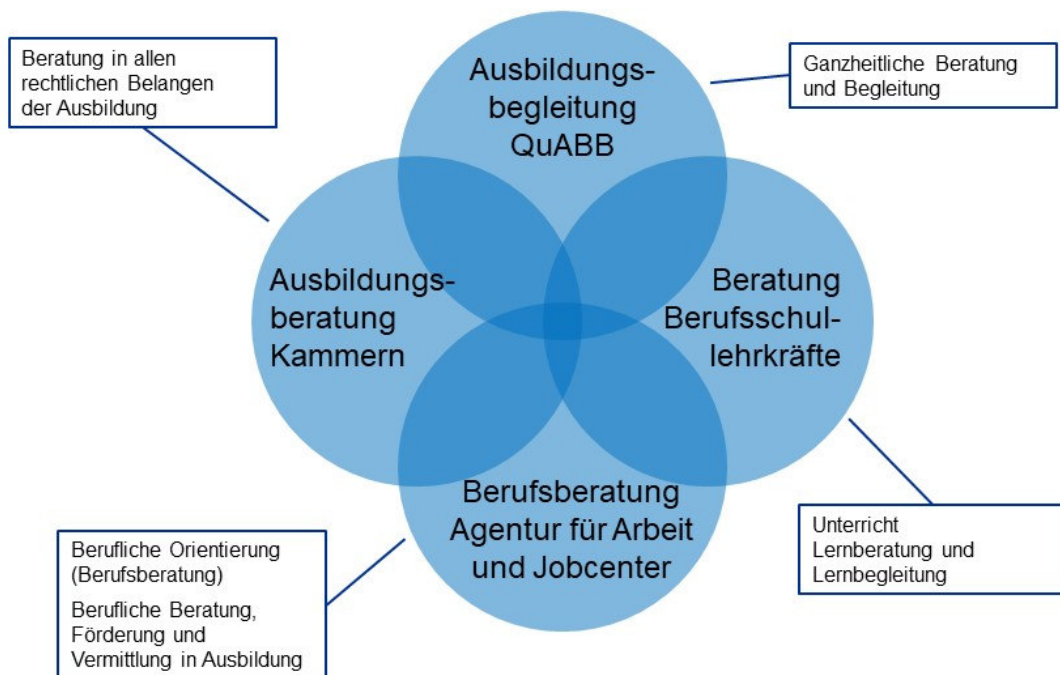 Beratung in allen
rechtlichen Belangen
der Ausbildung
Ausbildungs-
begleitung
QuABB
Ganzheitliche Beratung
und Begleitung
Ausbildungs-
beratung
Kammern
Beratung
Berufsschul-
lehrkräfte
Berufsberatung
Agentur für Arbeit
und Jobcenter
Berufliche Orientierung
(Berufsberatung)
Berufliche Beratung,
Förderung und
Vermittlung in Ausbildung
Unterricht
Lernberatung und
Lernbegleitung